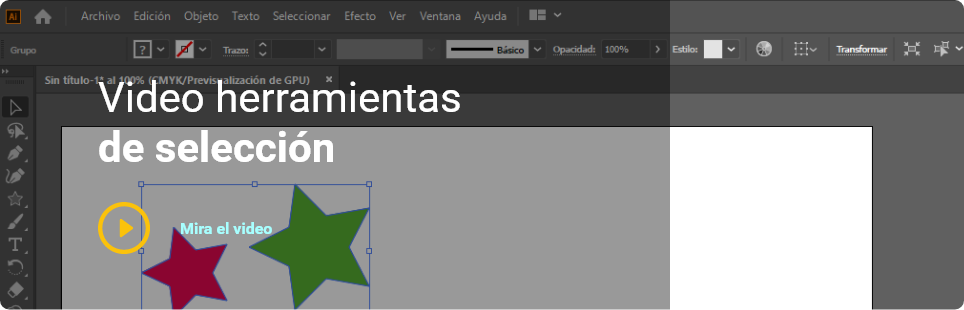 Ai Archivo Edición Objeto Texto Seleccionar Efecto Ver Ventana Ayuda
Grupo ? Trazo: Básico Opacidad: 100% Estilo: Transformar
Sin título-1* al 100% (CMYK/Previsualización de GPU) ×
Video herramientas
de selección
Mira el video